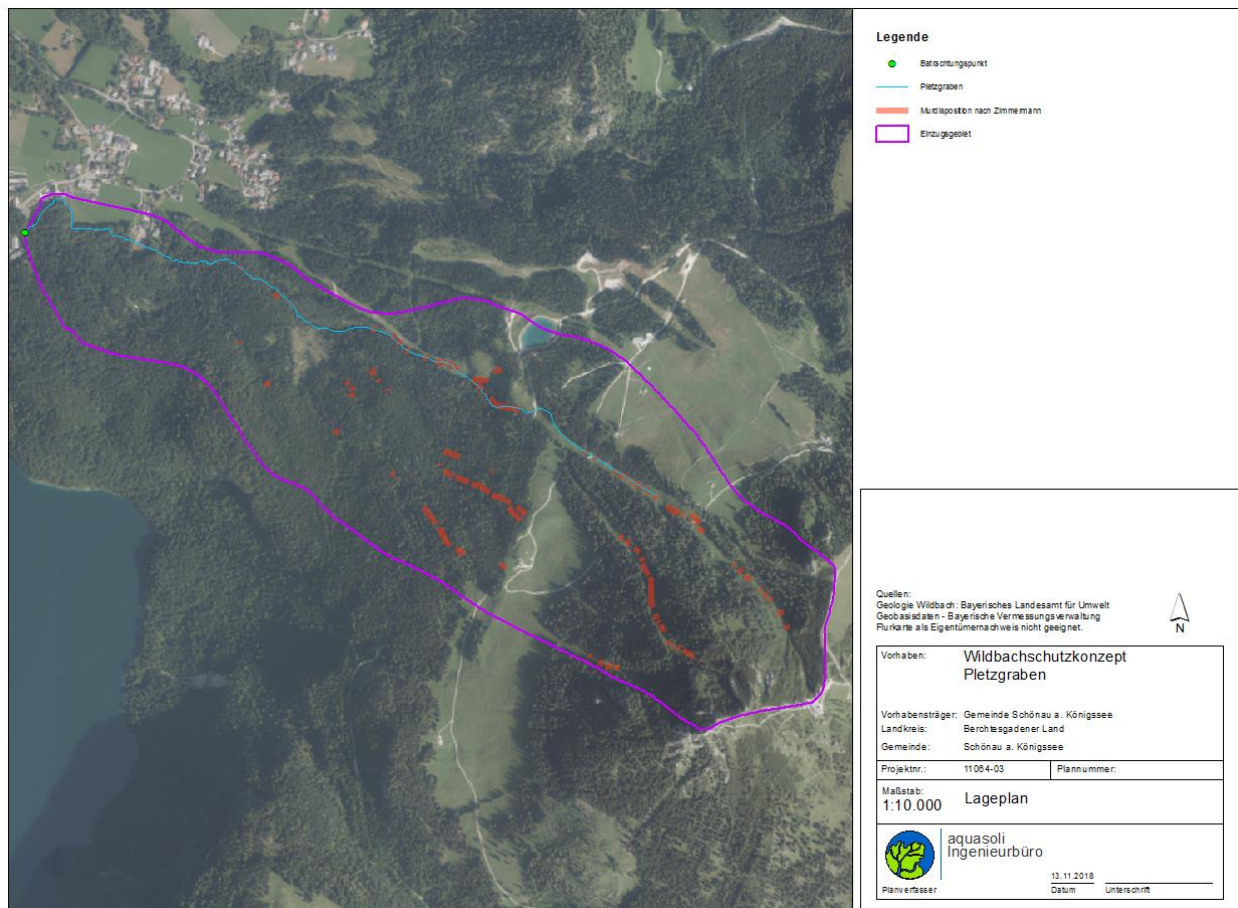 Legende
Betrachtungspunkt
Pletzgraben
Murdisposition nach Zimmermann
Einzugsgebiet
Quellen:
Geologie Wildbach: Bayerisches Landesamt für Umwelt
Geobasisdaten - Bayerische Vermessungsverwaltung
Flurkarte als Eigentümernachweis nicht geeignet.
N
Vorhaben: Wildbachschutzkonzept
Pletzgraben
Vorhabensträger: Gemeinde Schönau a. Königssee
Landkreis: Berchtesgadener Land
Gemeinde: Schönau a. Königssee
Projektnr.: 11064-03 Plannummer:
Maßstab:
1:10.000 Lageplan
aquasoli
Ingenieurbüro
13.11.2018
Planverfasser Datum Unterschrift